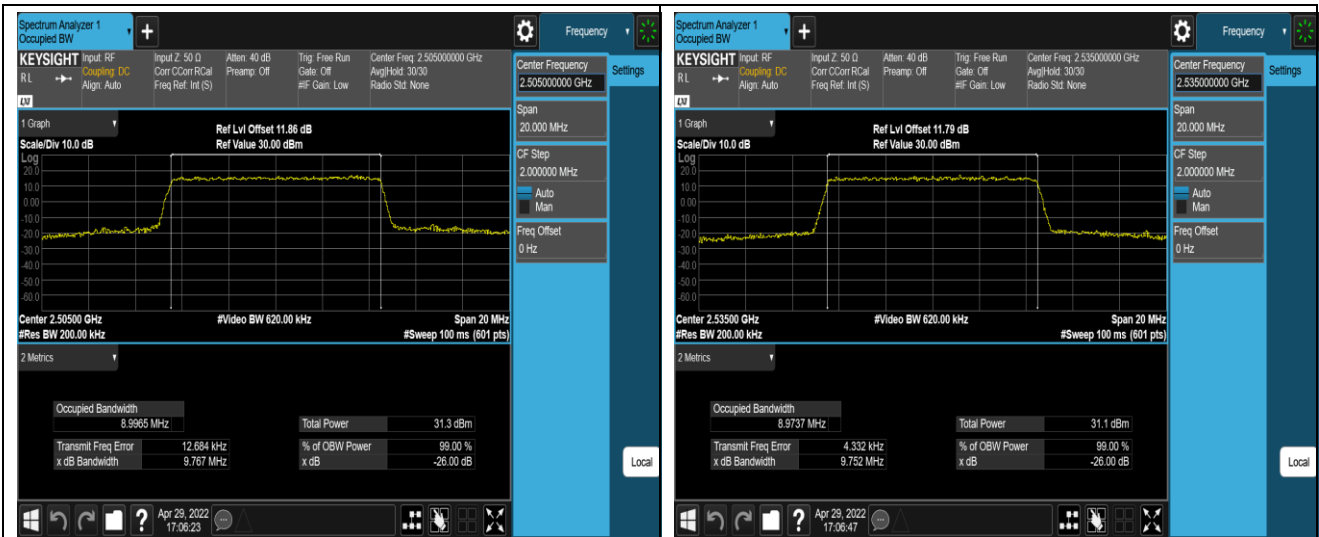 Spectrum Analyzer 1
Occupied BW
+
Frequency
KEYSIGHT
RL
LXI
Input: RF
Coupling: DC
Align: Auto
Input Z: 50 Ω
Corr CCorr RCal
Freq Ref: Int (S)
Atten: 40 dB
Preamp: Off
Trig: Free Run
Gate: Off
#IF Gain: Low
Center Freq: 2.505000000 GHz
Avg|Hold: 30/30
Radio Std: None
Center Frequency
2.505000000 GHz
Settings
Span
20.000 MHz
CF Step
2.000000 MHz
Auto
Man
Freq Offset
0 Hz
Local
1 Graph
Scale/Div 10.0 dB
Ref Lvl Offset 11.86 dB
Ref Value 30.00 dBm
Log
20.0
10.0
0.00
-10.0
-20.0
-30.0
-40.0
-50.0
-60.0
Center 2.50500 GHz
#Video BW 620.00 kHz
Span 20 MHz
#Res BW 200.00 kHz
#Sweep 100 ms (601 pts)
2 Metrics
Occupied Bandwidth
8.9965 MHz
Total Power 31.3 dBm
Transmit Freq Error 12.684 kHz
% of OBW Power 99.00 %
x dB Bandwidth 9.767 MHz
x dB -26.00 dB
?
Apr 29, 2022
17:06:23
Spectrum Analyzer 1
Occupied BW
+
Frequency
KEYSIGHT
RL
LXI
Input: RF
Coupling: DC
Align: Auto
Input Z: 50 Ω
Corr CCorr RCal
Freq Ref: Int (S)
Atten: 40 dB
Preamp: Off
Trig: Free Run
Gate: Off
#IF Gain: Low
Center Freq: 2.535000000 GHz
Avg|Hold: 30/30
Radio Std: None
Center Frequency
2.535000000 GHz
Settings
Span
20.000 MHz
CF Step
2.000000 MHz
Auto
Man
Freq Offset
0 Hz
Local
1 Graph
Scale/Div 10.0 dB
Ref Lvl Offset 11.79 dB
Ref Value 30.00 dBm
Log
20.0
10.0
0.00
-10.0
-20.0
-30.0
-40.0
-50.0
-60.0
Center 2.53500 GHz
#Video BW 620.00 kHz
Span 20 MHz
#Res BW 200.00 kHz
#Sweep 100 ms (601 pts)
2 Metrics
Occupied Bandwidth
8.9737 MHz
Total Power 31.1 dBm
Transmit Freq Error 4.332 kHz
% of OBW Power 99.00 %
x dB Bandwidth 9.752 MHz
x dB -26.00 dB
?
Apr 29, 2022
17:06:47